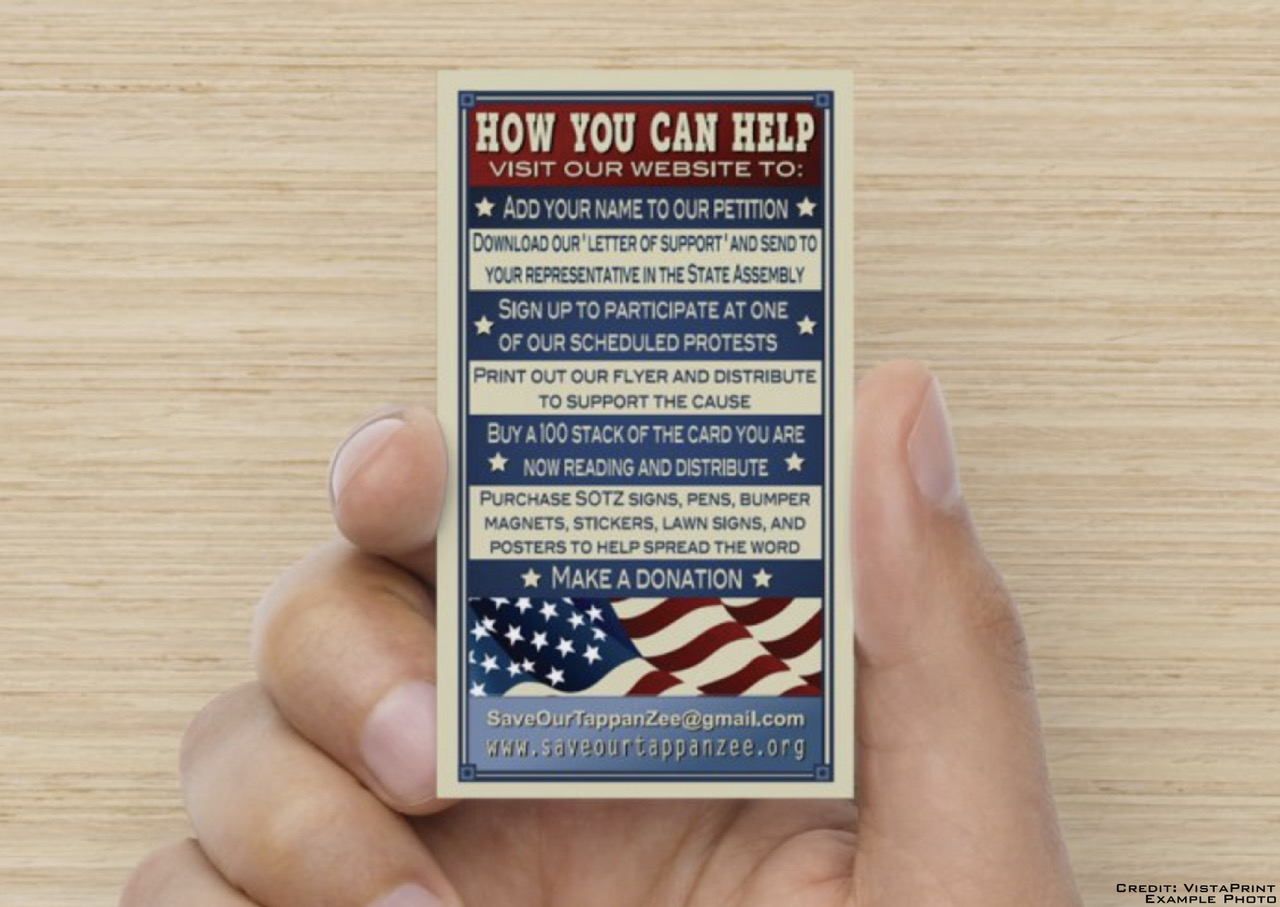 HOW YOU CAN HELP
VISIT OUR WEBSITE TO:
ADD YOUR NAME TO OUR PETITION
DOWNLOAD OUR 'LETTER OF SUPPORT' AND SEND TO
YOUR REPRESENTATIVE IN THE STATE ASSEMBLY
SIGN UP TO PARTICIPATE AT ONE
OF OUR SCHEDULED PROTESTS
PRINT OUT OUR FLYER AND DISTRIBUTE
TO SUPPORT THE CAUSE
BUY A 100 STACK OF THE CARD YOU ARE
NOW READING AND DISTRIBUTE
PURCHASE SOTZ SIGNS, PENS, BUMPER
MAGNETS, STICKERS, LAWN SIGNS, AND
POSTERS TO HELP SPREAD THE WORD
MAKE A DONATION
SaveOurTappanZee@gmail.com
www.saveourtappanzee.org
CREDIT: VISTAPRINT
EXAMPLE PHOTO